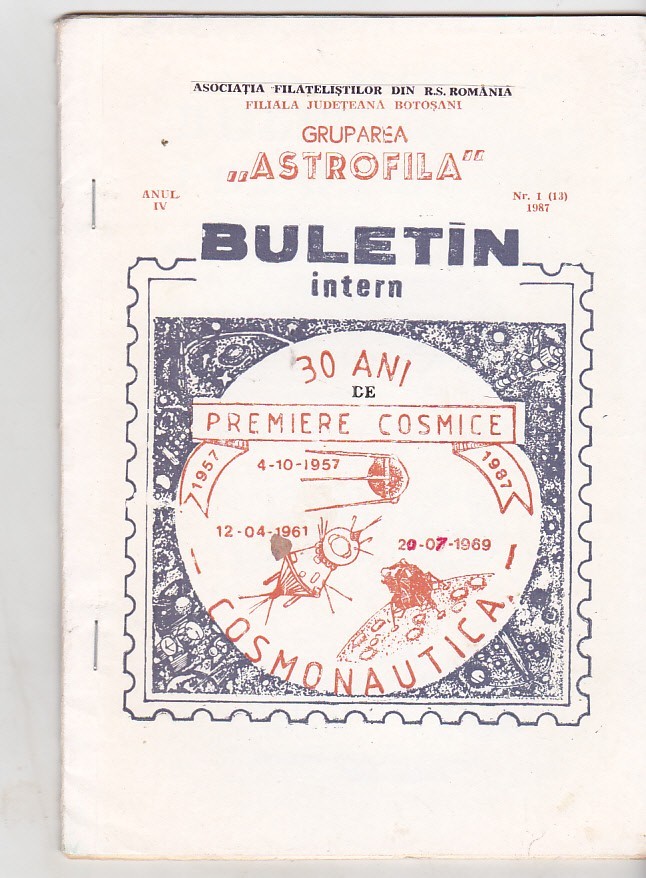 ASOCIAȚIA FILATELIȘTILOR DIN R.S. ROMÂNIA
FILIALA JUDEȚEANĂ BOTOȘANI
GRUPAREA
„ASTROFILA”
ANUL
IV
Nr. 1 (13)
1987
BULETIN
intern
30 ANI
DE
PREMIERE COSMICE
1957
1987
4-10-1957
12-04-1961
20-07-1969
COSMONAUTICA